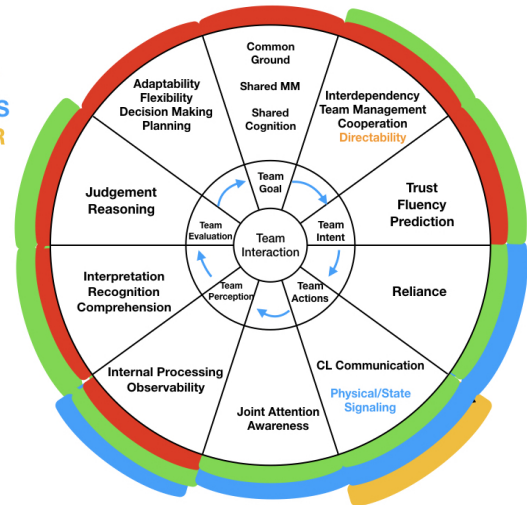 S
R
Common
Ground
Shared MM
Shared
Cognition
Interdependency
Team Management
Cooperation
Directability
Trust
Fluency
Prediction
Reliance
CL Communication
Physical/State
Signaling
Joint Attention
Awareness
Internal Processing
Observability
Interpretation
Recognition
Comprehension
Judgement
Reasoning
Adaptability
Flexibility
Decision Making
Planning
Team
Goal
Team
Intent
Team
Actions
Team
Perception
Team
Evaluation
Team
Interaction